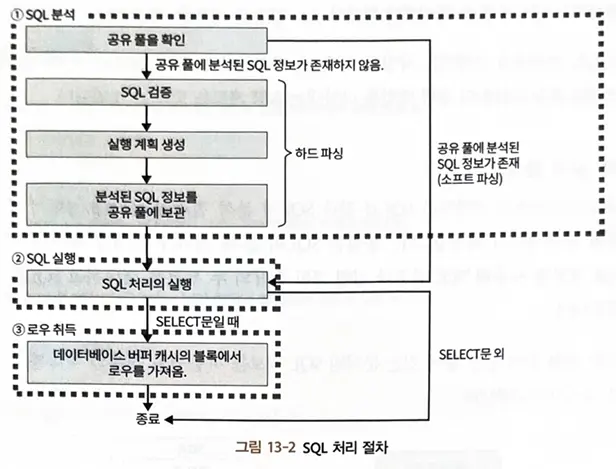 ① SQL 분석
공유 풀을 확인
공유 풀에 분석된 SQL 정보가 존재하지 않음.
SQL 검증
실행 계획 생성
하드 파싱
공유 풀에 분석된
SQL 정보가 존재
(소프트 파싱)
분석된 SQL 정보를
공유 풀에 보관
② SQL 실행
SQL 처리의 실행
SELECT문일 때
③ 로우 취득
SELECT문 외
데이터베이스 버퍼 캐시의 블록에서
로우를 가져옴.
종료
그림 13-2 SQL 처리 절차